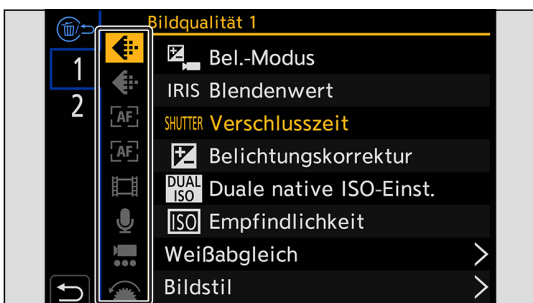 Bildqualität 1
1
2
AF
AF
Bel.-Modus
IRIS Blendenwert
SHUTTER Verschlusszeit
Belichtungskorrektur
DUAL ISO Duale native ISO-Einst.
ISO Empfindlichkeit
Weißabgleich
Bildstil